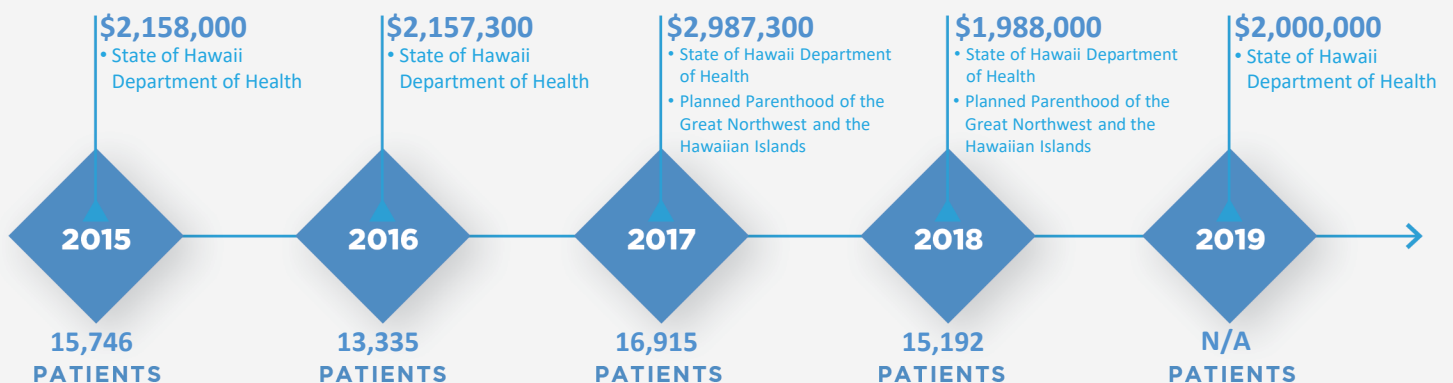 $2,158,000
• State of Hawaii
Department of Health
$2,157,300
• State of Hawaii
Department of Health
$2,987,300
• State of Hawaii Department
of Health
• Planned Parenthood of the
Great Northwest and the
Hawaiian Islands
$1,988,000
• State of Hawaii Department
of Health
• Planned Parenthood of the
Great Northwest and the
Hawaiian Islands
$2,000,000
• State of Hawaii
Department of Health
2015
2016
2017
2018
2019
15,746
PATIENTS
13,335
PATIENTS
16,915
PATIENTS
15,192
PATIENTS
N/A
PATIENTS